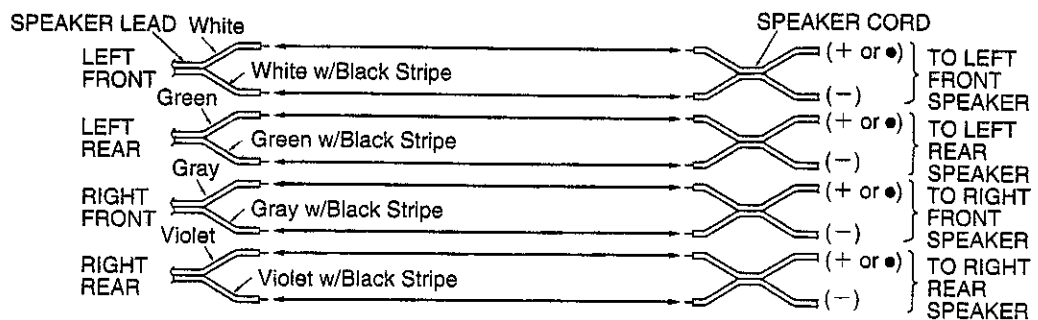 SPEAKER LEAD White
SPEAKER CORD
LEFT
FRONT
White w/Black Stripe
(+ or ●)
(−)
TO LEFT
FRONT
SPEAKER
Green
LEFT
REAR
Green w/Black Stripe
(+ or ●)
(−)
TO LEFT
REAR
SPEAKER
Gray
RIGHT
FRONT
Gray w/Black Stripe
(+ or ●)
(−)
TO RIGHT
FRONT
SPEAKER
Violet
RIGHT
REAR
Violet w/Black Stripe
(+ or ●)
(−)
TO RIGHT
REAR
SPEAKER